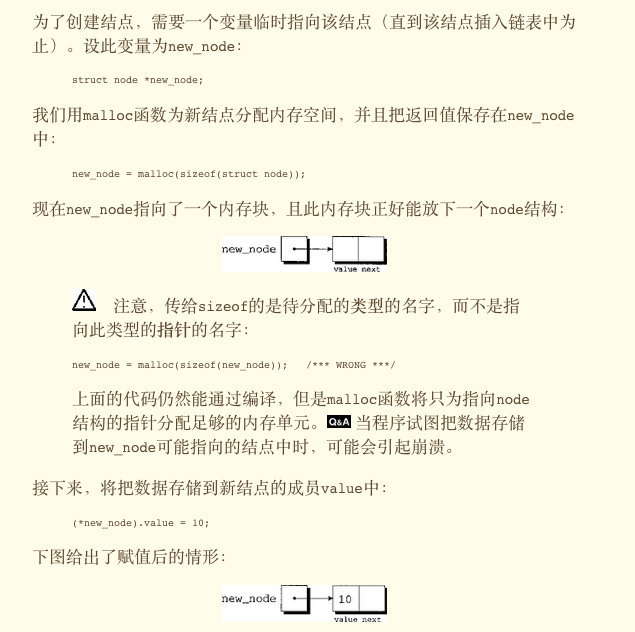 为了创建结点，需要一个变量临时指向该结点（直到该结点插入链表中为
止）。设此变量为new_node：
struct node *new_node;
我们用malloc函数为新结点分配内存空间，并且把返回值保存在new_node
中：
new_node = malloc(sizeof(struct node));
现在new_node指向了一个内存块，且此内存块正好能放下一个node结构：
new_node
value next
注意，传给sizeof的是待分配的类型的名字，而不是指
向此类型的指针的名字：
new_node = malloc(sizeof(new_node));   /*** WRONG ***/
上面的代码仍然能通过编译，但是malloc函数将只为指向node
结构的指针分配足够的内存单元。Q&A 当程序试图把数据存储
到new_node可能指向的结点中时，可能会引起崩溃。
接下来，将把数据存储到新结点的成员value中：
(*new_node).value = 10;
下图给出了赋值后的情形：
new_node 10
value next